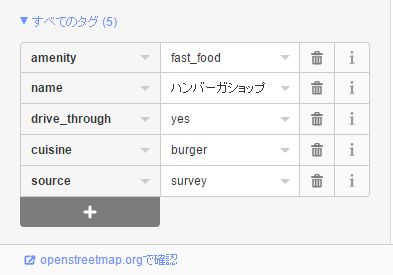 すべてのタグ (5)
amenity fast_food
name ハンバーガショップ
drive_through yes
cuisine burger
source survey
openstreetmap.orgで確認